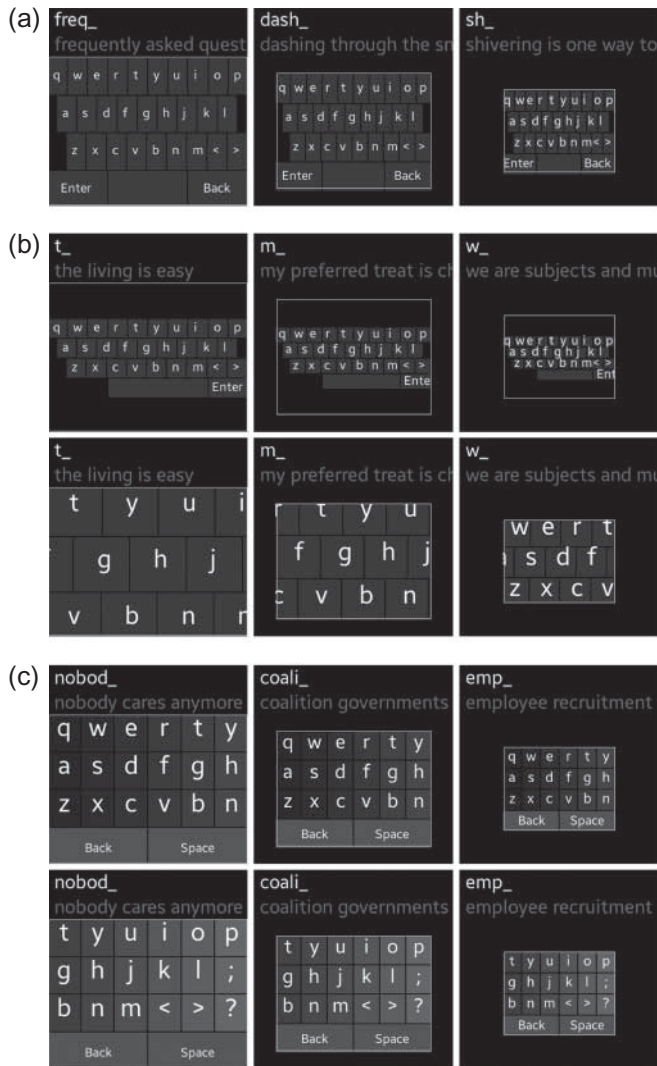 (a)
freq_
frequently asked quest
q w e r t y u i o p
a s d f g h j k l
z x c v b n m < >
Enter Back
dash_
dashing through the sn
q w e r t y u i o p
a s d f g h j k l
z x c v b n m < >
Enter Back
sh_
shivering is one way to
q w e r t y u i o p
a s d f g h j k l
z x c v b n m < >
Enter Back
(b)
t_
the living is easy
q w e r t y u i o p
a s d f g h j k l
z x c v b n m < >
Enter
m_
my preferred treat is ch
q w e r t y u i o p
a s d f g h j k l
z x c v b n m < >
Ente
w_
we are subjects and mu
q w e r t y u i o p
a s d f g h j k l
z x c v b n m < >
Ent
t_
the living is easy
t y u i
g h j
v b n
m_
my preferred treat is ch
r t y u
f g h j
c v b n
w_
we are subjects and mu
w e r t
s d f
z x c v
(c)
nobod_
nobody cares anymore
q w e r t y
a s d f g h
z x c v b n
Back Space
coali_
coalition governments
q w e r t y
a s d f g h
z x c v b n
Back Space
emp_
employee recruitment
q w e r t y
a s d f g h
z x c v b n
Back Space
nobod_
nobody cares anymore
t y u i o p
g h j k l ;
b n m < > ?
Back Space
coali_
coalition governments
t y u i o p
g h j k l ;
b n m < > ?
Back Space
emp_
employee recruitment
t y u i o p
g h j k l ;
b n m < > ?
Back Space